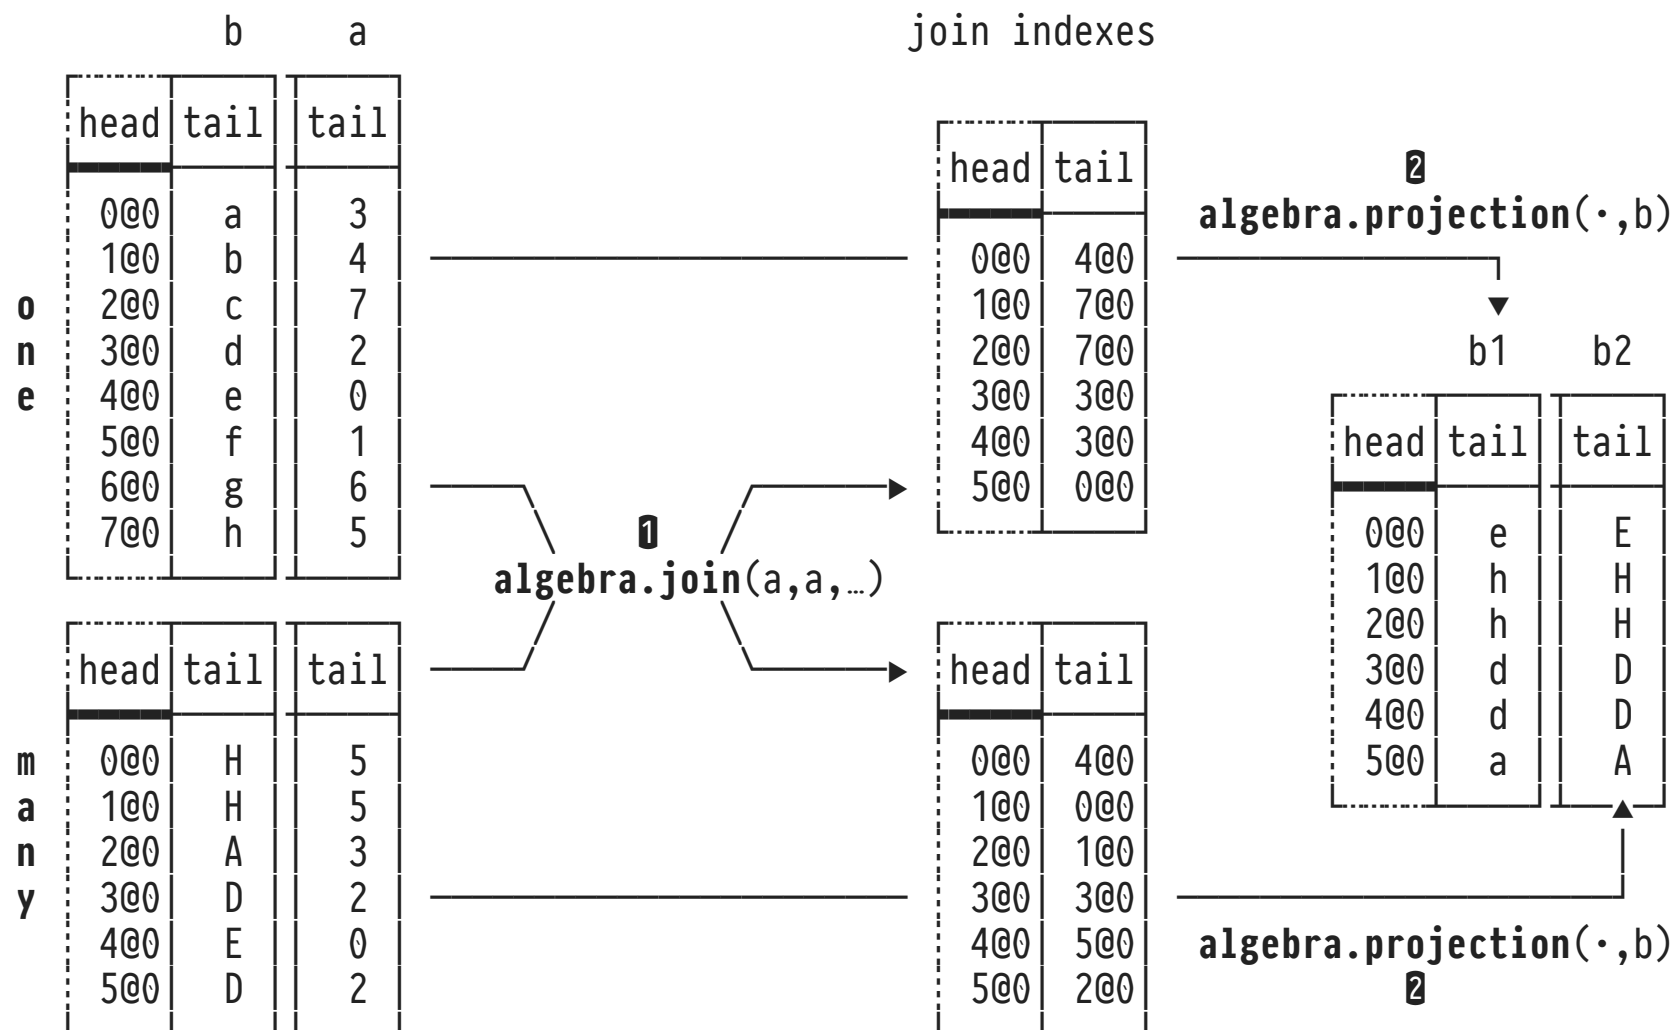 b a join indexes
head tail tail
head tail
❷
0@0 a 3 algebra.projection(·,b)
1@0 b 4 0@0 4@0
o 2@0 c 7 1@0 7@0
n 3@0 d 2 2@0 7@0 b1 b2
e 4@0 e 0 3@0 3@0
5@0 f 1 4@0 3@0 head tail tail
6@0 g 6 5@0 0@0
7@0 h 5 ❶ 0@0 e E
algebra.join(a,a,…) 1@0 h H
2@0 h H
head tail tail head tail 3@0 d D
4@0 d D
m 0@0 H 5 0@0 4@0 5@0 a A
a 1@0 H 5 1@0 0@0
n 2@0 A 3 2@0 1@0
y 3@0 D 2 3@0 3@0
4@0 E 0 4@0 5@0 algebra.projection(·,b)
5@0 D 2 5@0 2@0 ❷